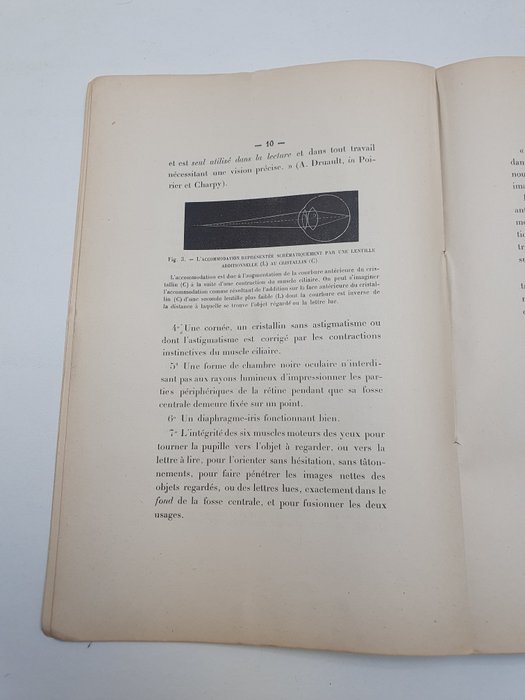 — 10 —
et est seul utilisé dans la lecture et dans tout travail
nécessitant une vision précise. » (A. Druault, in Poi-
rier et Charpy).
Fig. 3. — L'ACCOMMODATION REPRÉSENTÉE SCHÉMATIQUEMENT PAR UNE LENTILLE
ADDITIONNELLE (L) AU CRISTALLIN (C)
L'accommodation est due à l'augmentation de la courbure antérieure du cris-
tallin (C) à la suite d'une contraction du muscle ciliaire. On peut s'imaginer
l'accommodation comme résultant de l'addition sur la face antérieure du cristal-
lin (C) d'une seconde lentille plus faible (L) dont la courbure est inverse de
la distance à laquelle se trouve l'objet regardé ou la lettre lue.
4° Une cornée, un cristallin sans astigmatisme ou
dont l'astigmatisme est corrigé par les contractions
instinctives du muscle ciliaire.
5° Une forme de chambre noire oculaire n'interdi-
sant pas aux rayons lumineux d'impressionner les par-
ties périphériques de la rétine pendant que sa fosse
centrale demeure fixée sur un point.
6° Un diaphragme-iris fonctionnant bien.
7° L'intégrité des six muscles moteurs des yeux pour
tourner la pupille vers l'objet à regarder, ou vers la
lettre à lire, pour l'orienter sans hésitation, sans tâton-
nements, pour faire pénétrer les images nettes des
objets regardés, ou des lettres lues, exactement dans le
fond de la fosse centrale, et pour fusionner les deux
usages.
«
dan
nou
im
ant
me
tio
so
ta